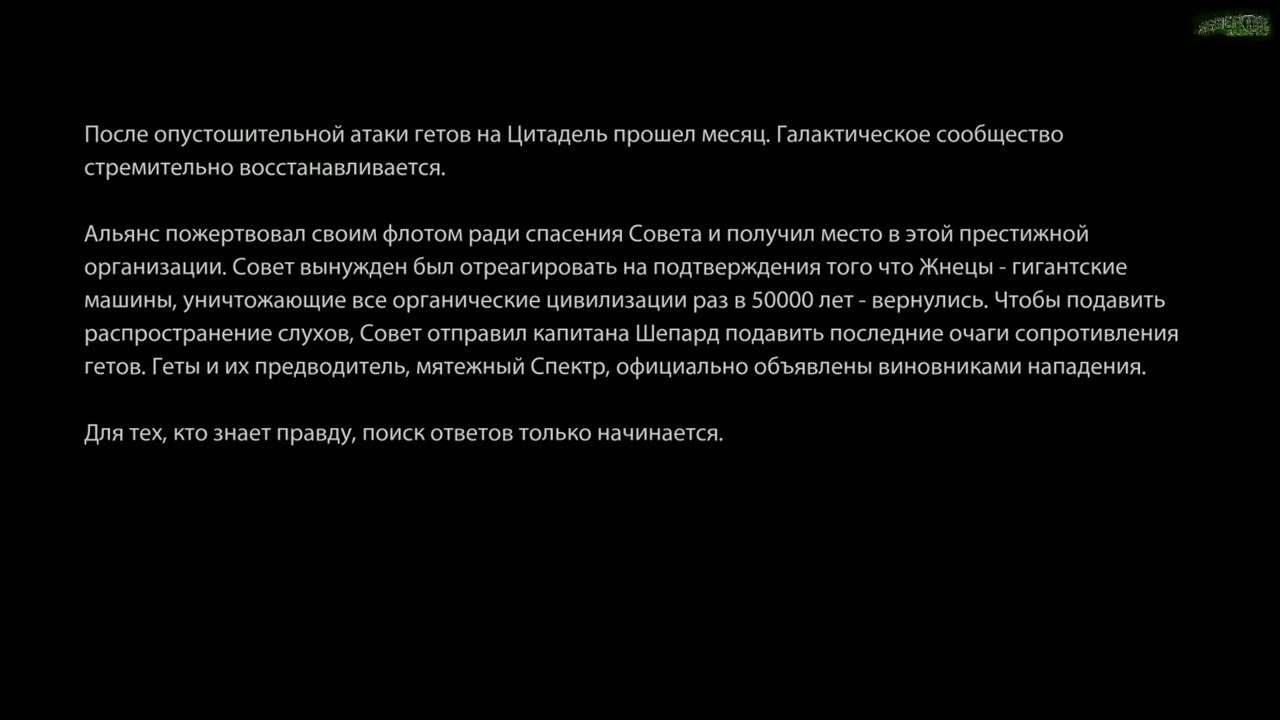 После опустошительной атаки гетов на Цитадель прошел месяц. Галактическое сообщество
стремительно восстанавливается.
Альянс пожертвовал своим флотом ради спасения Совета и получил место в этой престижной
организации. Совет вынужден был отреагировать на подтверждения того что Жнецы - гигантские
машины, уничтожающие все органические цивилизации раз в 50000 лет - вернулись. Чтобы подавить
распространение слухов, Совет отправил капитана Шепард подавить последние очаги сопротивления
гетов. Геты и их предводитель, мятежный Спектр, официально объявлены виновниками нападения.
Для тех, кто знает правду, поиск ответов только начинается.